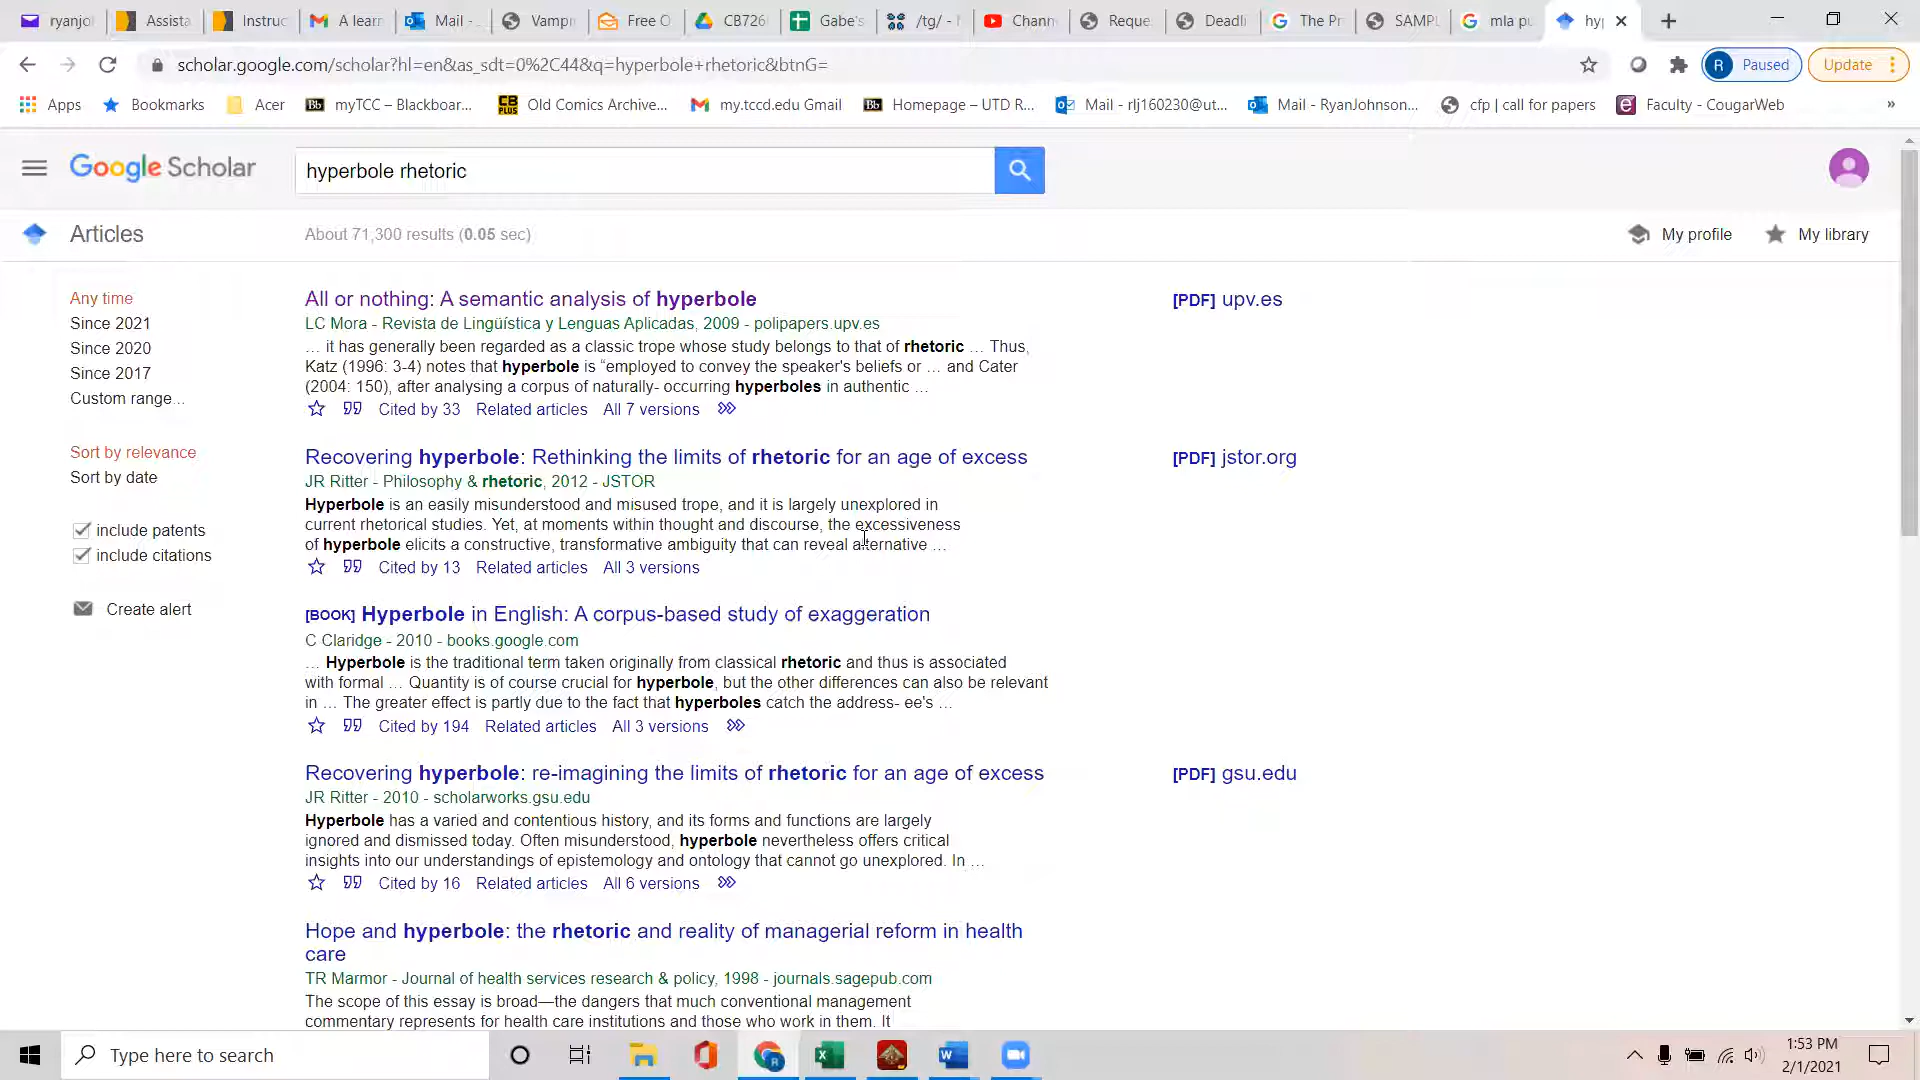 ryanjol
Assista
Instruc
A learn
Mail -
Vampi
Free O
CB726
Gabe's
/tg/ -
Chann
Reque
Deadli
The Pr
SAMPL
mla pu
hyp
scholar.google.com/scholar?hl=en&as_sdt=0%2C44&q=hyperbole+rhetoric&btnG=
R Paused
Update
Apps
Bookmarks
Acer
Bb myTCC – Blackboar...
CB PLUS Old Comics Archive...
my.tccd.edu Gmail
Bb Homepage – UTD R...
Mail - rlj160230@ut...
Mail - RyanJohnson...
cfp | call for papers
Faculty - CougarWeb
»
Google Scholar
hyperbole rhetoric
Articles
About 71,300 results (0.05 sec)
My profile
My library
Any time
Since 2021
Since 2020
Since 2017
Custom range...
Sort by relevance
Sort by date
include patents
include citations
Create alert
All or nothing: A semantic analysis of hyperbole
LC Mora - Revista de Lingüística y Lenguas Aplicadas, 2009 - polipapers.upv.es
… it has generally been regarded as a classic trope whose study belongs to that of rhetoric … Thus,
Katz (1996: 3-4) notes that hyperbole is “employed to convey the speaker's beliefs or … and Cater
(2004: 150), after analysing a corpus of naturally- occurring hyperboles in authentic …
Cited by 33 Related articles All 7 versions
[PDF] upv.es
Recovering hyperbole: Rethinking the limits of rhetoric for an age of excess
JR Ritter - Philosophy & rhetoric, 2012 - JSTOR
Hyperbole is an easily misunderstood and misused trope, and it is largely unexplored in
current rhetorical studies. Yet, at moments within thought and discourse, the excessiveness
of hyperbole elicits a constructive, transformative ambiguity that can reveal alternative …
Cited by 13 Related articles All 3 versions
[PDF] jstor.org
[BOOK] Hyperbole in English: A corpus-based study of exaggeration
C Claridge - 2010 - books.google.com
… Hyperbole is the traditional term taken originally from classical rhetoric and thus is associated
with formal … Quantity is of course crucial for hyperbole, but the other differences can also be relevant
in … The greater effect is partly due to the fact that hyperboles catch the address- ee's …
Cited by 194 Related articles All 3 versions
Recovering hyperbole: re-imagining the limits of rhetoric for an age of excess
JR Ritter - 2010 - scholarworks.gsu.edu
Hyperbole has a varied and contentious history, and its forms and functions are largely
ignored and dismissed today. Often misunderstood, hyperbole nevertheless offers critical
insights into our understandings of epistemology and ontology that cannot go unexplored. In …
Cited by 16 Related articles All 6 versions
[PDF] gsu.edu
Hope and hyperbole: the rhetoric and reality of managerial reform in health
care
TR Marmor - Journal of health services research & policy, 1998 - journals.sagepub.com
The scope of this essay is broad—the dangers that much conventional management
commentary represents for health care institutions and those who work in them. It
Type here to search
1:53 PM
2/1/2021